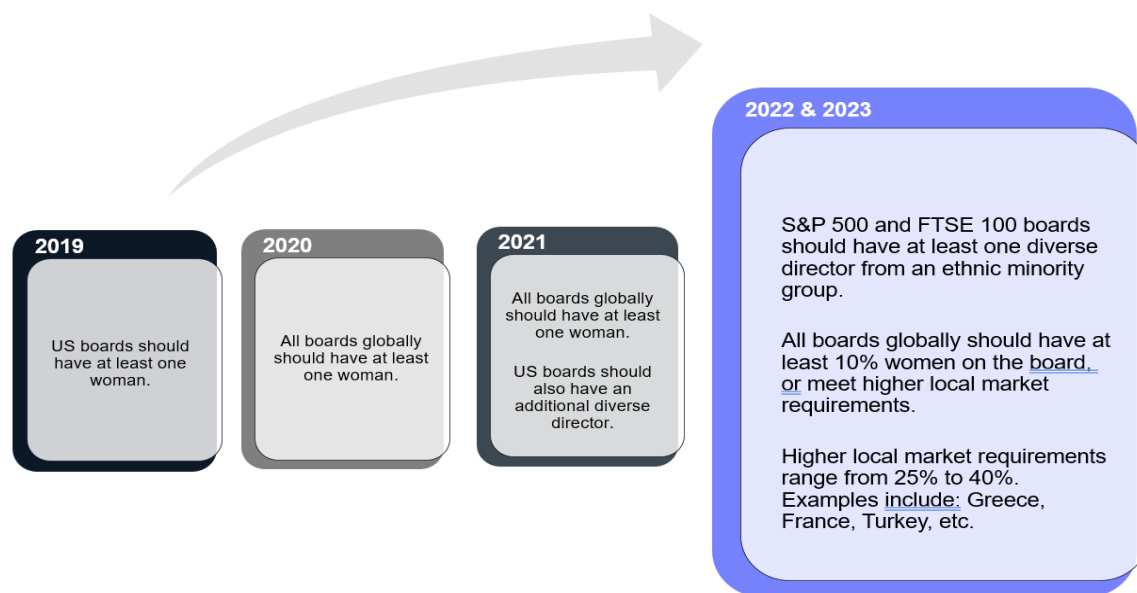 2019
US boards should
have at least one
woman.
2020
All boards globally
should have at least
one woman.
2021
All boards globally
should have at least
one woman.
US boards should
also have an
additional diverse
director.
2022 & 2023
S&P 500 and FTSE 100 boards
should have at least one diverse
director from an ethnic minority
group.
All boards globally should have at
least 10% women on the board,
or meet higher local market
requirements.
Higher local market requirements
range from 25% to 40%.
Examples include: Greece,
France, Turkey, etc.